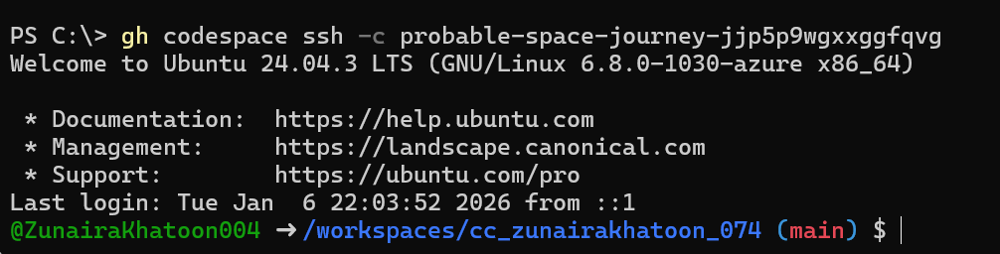 PS C:\> gh codespace ssh -c probable-space-journey-jjp5p9wgxxggfqvg
Welcome to Ubuntu 24.04.3 LTS (GNU/Linux 6.8.0-1030-azure x86_64)
 * Documentation:  https://help.ubuntu.com
 * Management:     https://landscape.canonical.com
 * Support:        https://ubuntu.com/pro
Last login: Tue Jan  6 22:03:52 2026 from ::1
@ZunairaKhatoon004 ➜ /workspaces/cc_zunairakhatoon_074 (main) $